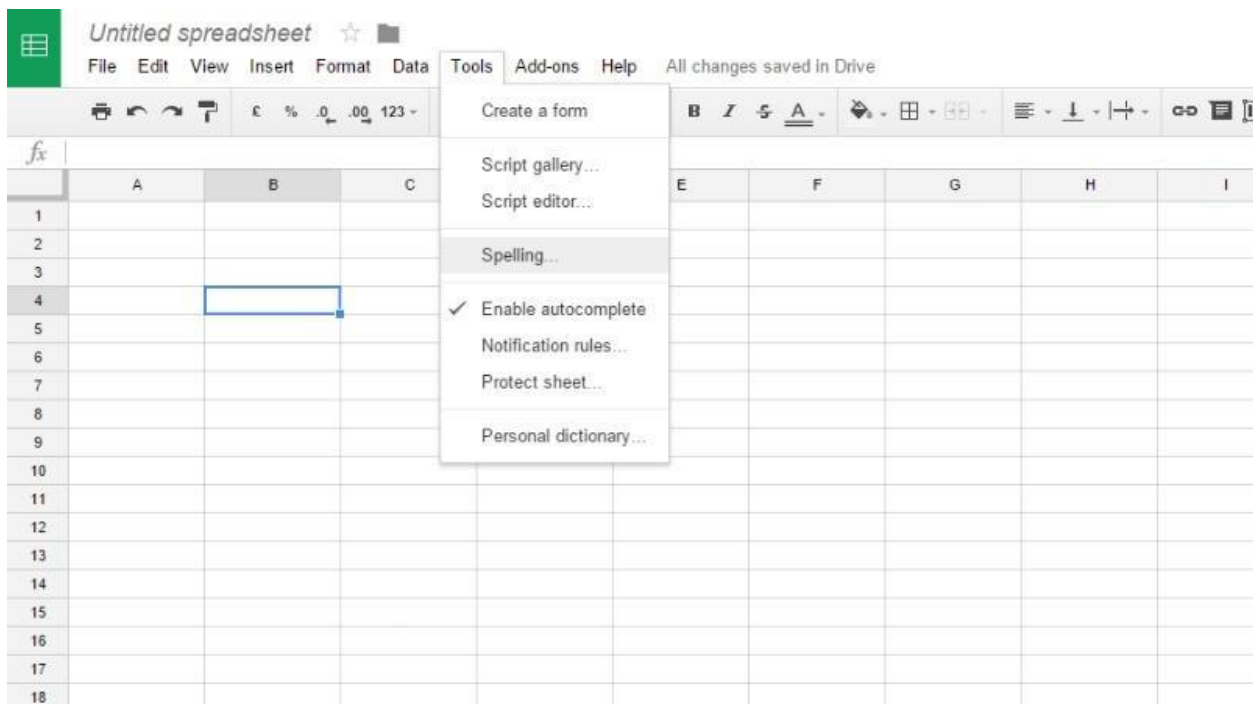 Untitled spreadsheet
File Edit View Insert Format Data Tools Add-ons Help All changes saved in Drive
£ % .0 .00 123 B I S A
Create a form
fx
Script gallery...
A B C E F G H I
Script editor...
1
2
Spelling...
3
4
Enable autocomplete
5
Notification rules...
6
7
Protect sheet...
8
9
Personal dictionary...
10
11
12
13
14
15
16
17
18